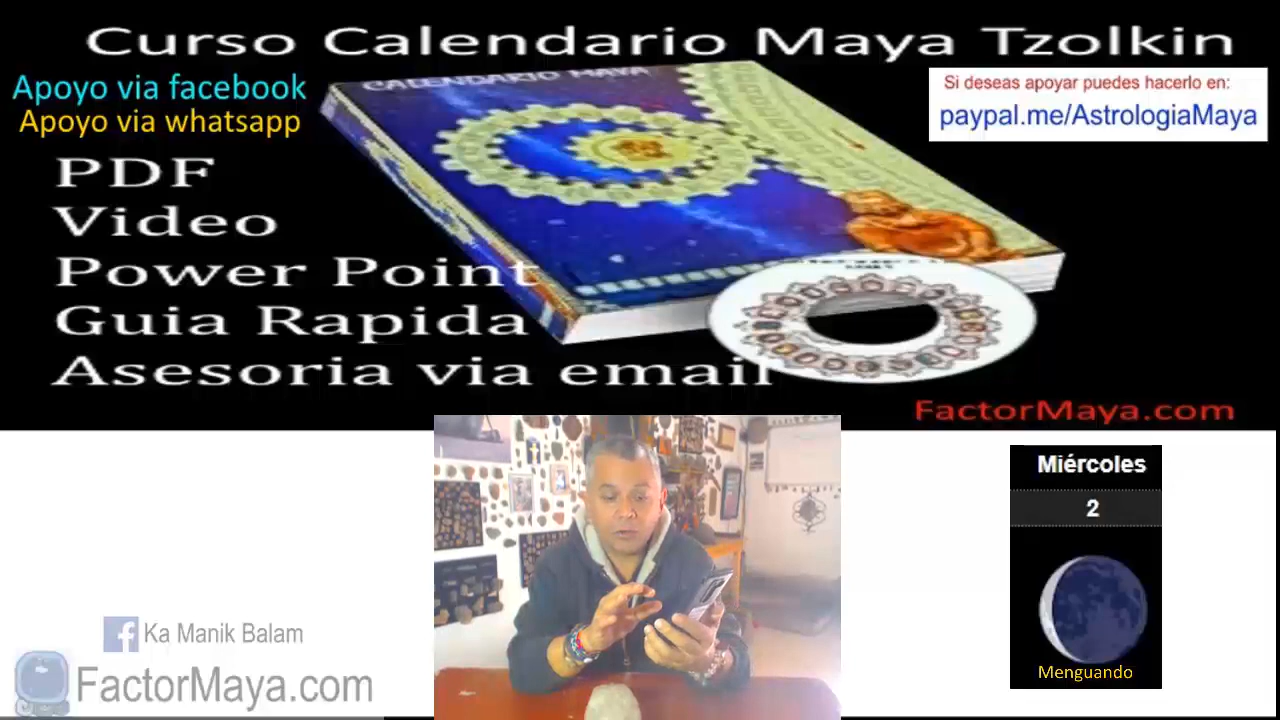 Curso Calendario Maya Tzolkin
Apoyo via facebook
Apoyo via whatsapp
CALENDARIO MAYA
Si deseas apoyar puedes hacerlo en:
paypal.me/AstrologiaMaya
PDF
Video
Power Point
Guia Rapida
Asesoria via email
FactorMaya.com
Miércoles
2
Menguando
Ka Manik Balam
FactorMaya.com